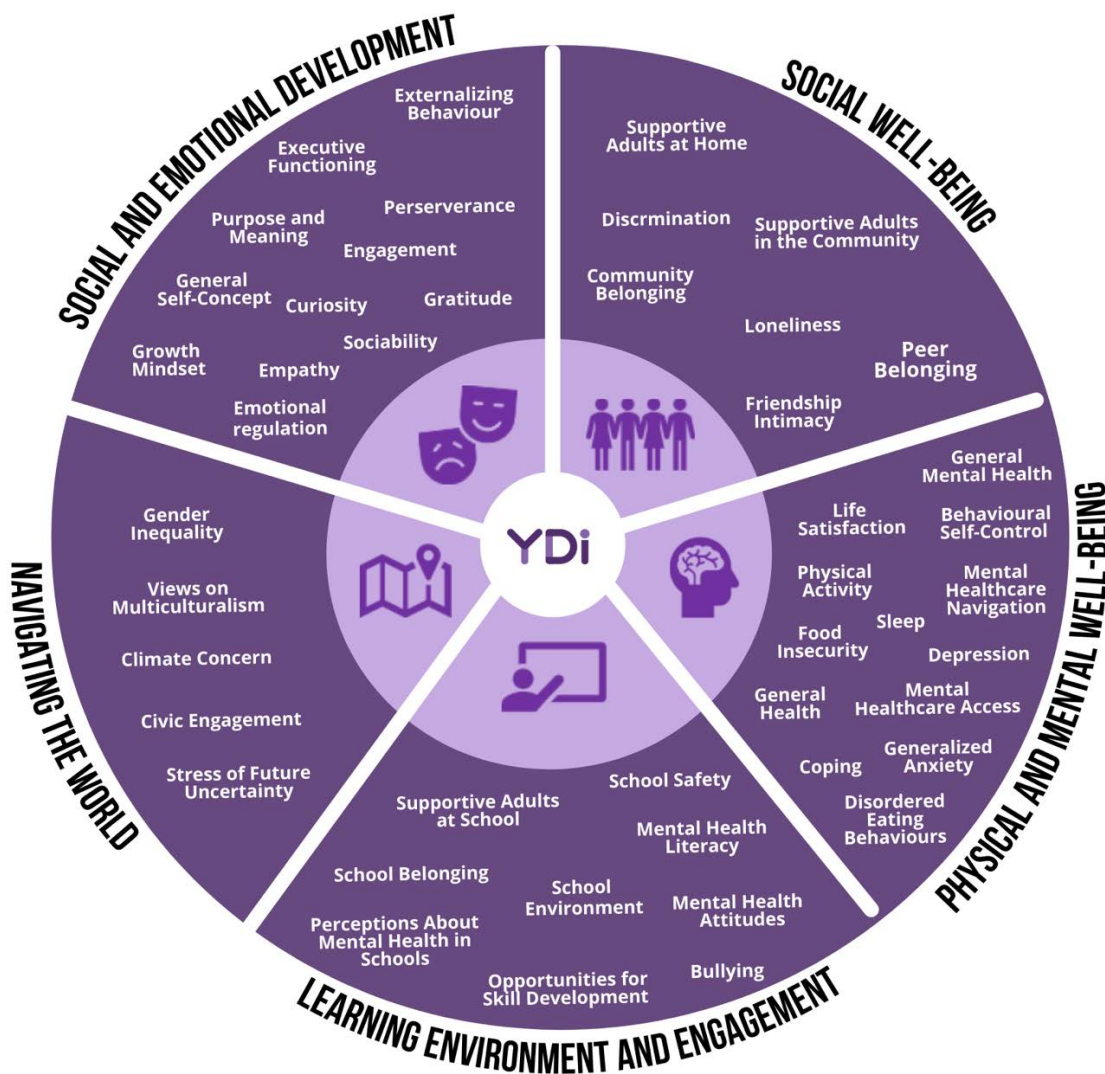 SOCIAL AND EMOTIONAL DEVELOPMENT
Externalizing
Behaviour
Executive
Functioning
Perserverance
Purpose and
Meaning
Engagement
General
Self-Concept
Curiosity
Gratitude
Sociability
Growth
Mindset
Empathy
Emotional
regulation
SOCIAL WELL-BEING
Supportive
Adults at Home
Discrmination
Supportive Adults
in the Community
Community
Belonging
Loneliness
Peer
Belonging
Friendship
Intimacy
PHYSICAL AND MENTAL WELL-BEING
General
Mental Health
Life
Satisfaction
Behavioural
Self-Control
Physical
Activity
Mental
Healthcare
Navigation
Sleep
Food
Insecurity
Depression
General
Health
Mental
Healthcare Access
Coping
Generalized
Anxiety
Disordered
Eating
Behaviours
LEARNING ENVIRONMENT AND ENGAGEMENT
School Safety
Supportive Adults
at School
Mental Health
Literacy
School Belonging
School
Environment
Mental Health
Attitudes
Perceptions About
Mental Health in
Schools
Bullying
Opportunities for
Skill Development
NAVIGATING THE WORLD
Gender
Inequality
Views on
Multiculturalism
Climate Concern
Civic Engagement
Stress of Future
Uncertainty
YDi